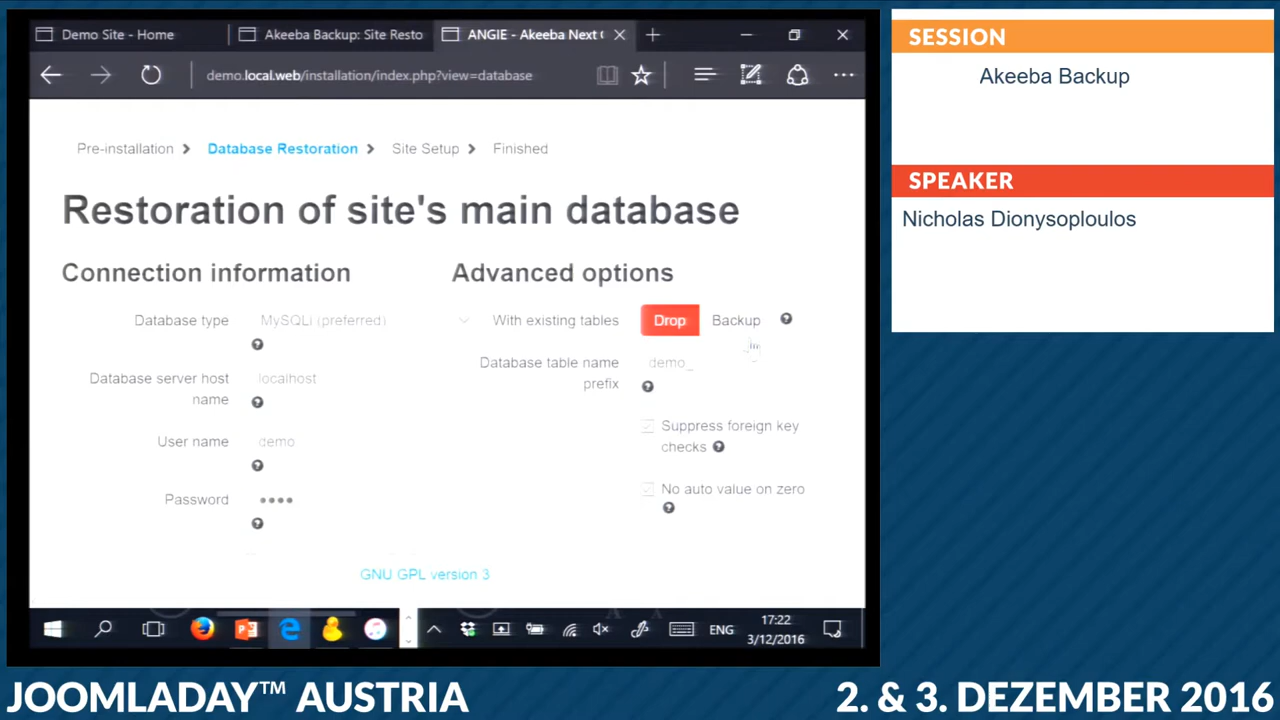 Demo Site - Home
Akeeba Backup: Site Resto
ANGIE - Akeeba Next (
demo.local.web/installation/index.php?view=database
Pre-installation
Database Restoration
Site Setup
Finished
Restoration of site's main database
Connection information
Database type
MySQLi (preferred)
Database server host
name
localhost
User name
demo
Password
••••
Advanced options
With existing tables
Drop
Backup
Database table name
prefix
demo_
Suppress foreign key
checks
No auto value on zero
GNU GPL version 3
ENG
17:22
3/12/2016
SESSION
Akeeba Backup
SPEAKER
Nicholas Dionysoploulos
JOOMLADAY™ AUSTRIA
2. & 3. DEZEMBER 2016